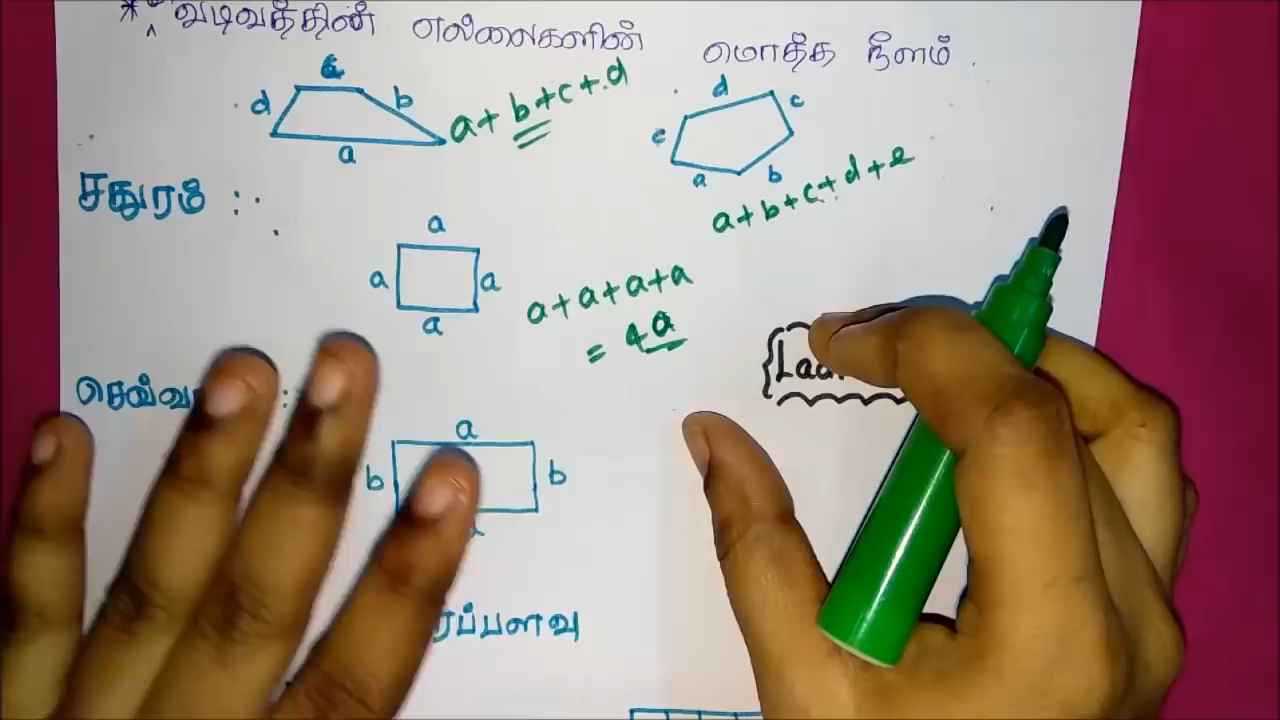 * வடிவத்தின் எல்லைகளின் மொத்த நீளம்.
c
d b
a
a+b+c+d
d
c
e
a b
a+b+c+d+e
சதுரம் :
a
a a
a
a+a+a+a
= 4a
a
b b